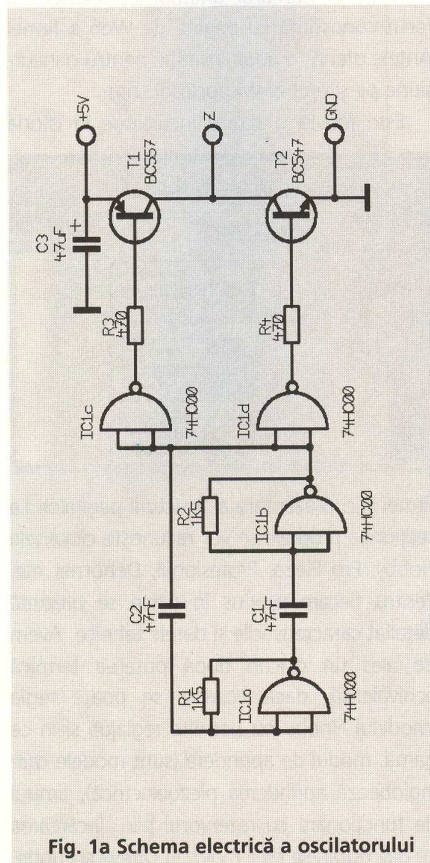 +5V
Z
GND
T1
BC557
T2
BC547
C3
47uF
+
R3
470
R4
470
IC1c
74HC00
IC1d
74HC00
R2
1K5
IC1b
74HC00
C2
47nF
C1
47nF
R1
1K5
IC1a
74HC00
Fig. 1a Schema electrică a oscilatorului